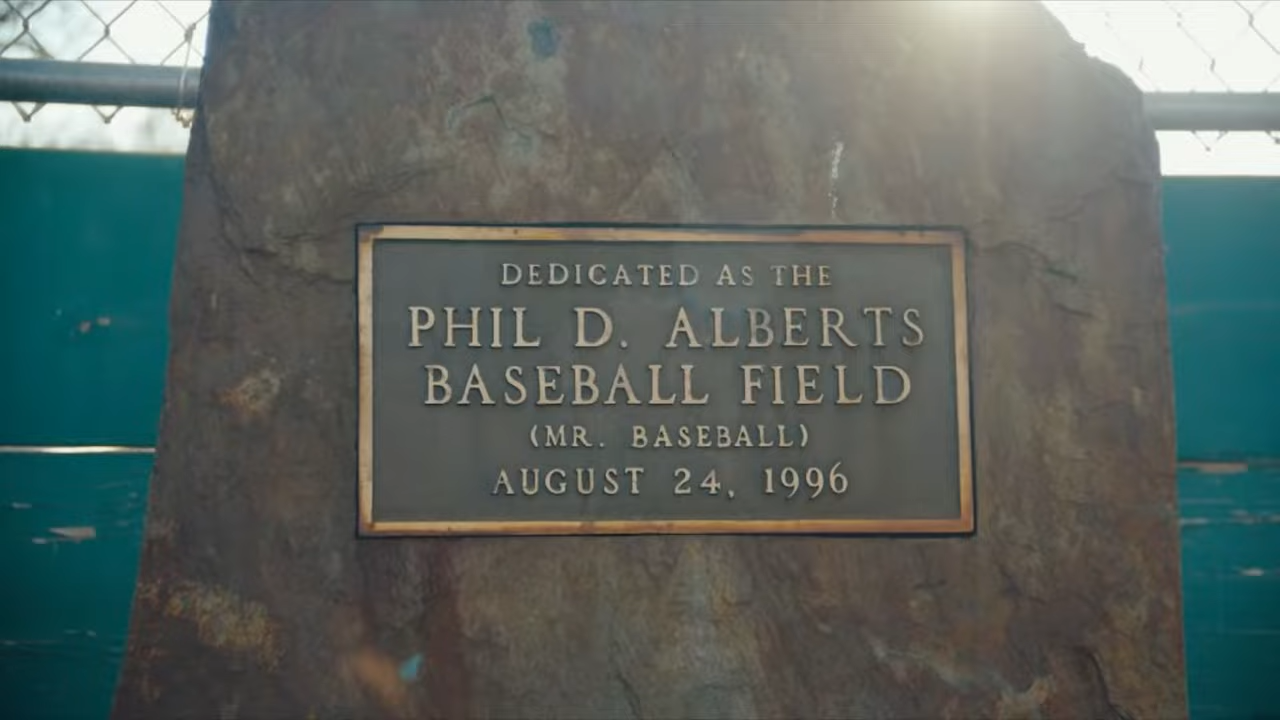 DEDICATED AS THE
PHIL D. ALBERTS
BASEBALL FIELD
(MR. BASEBALL)
AUGUST 24, 1996